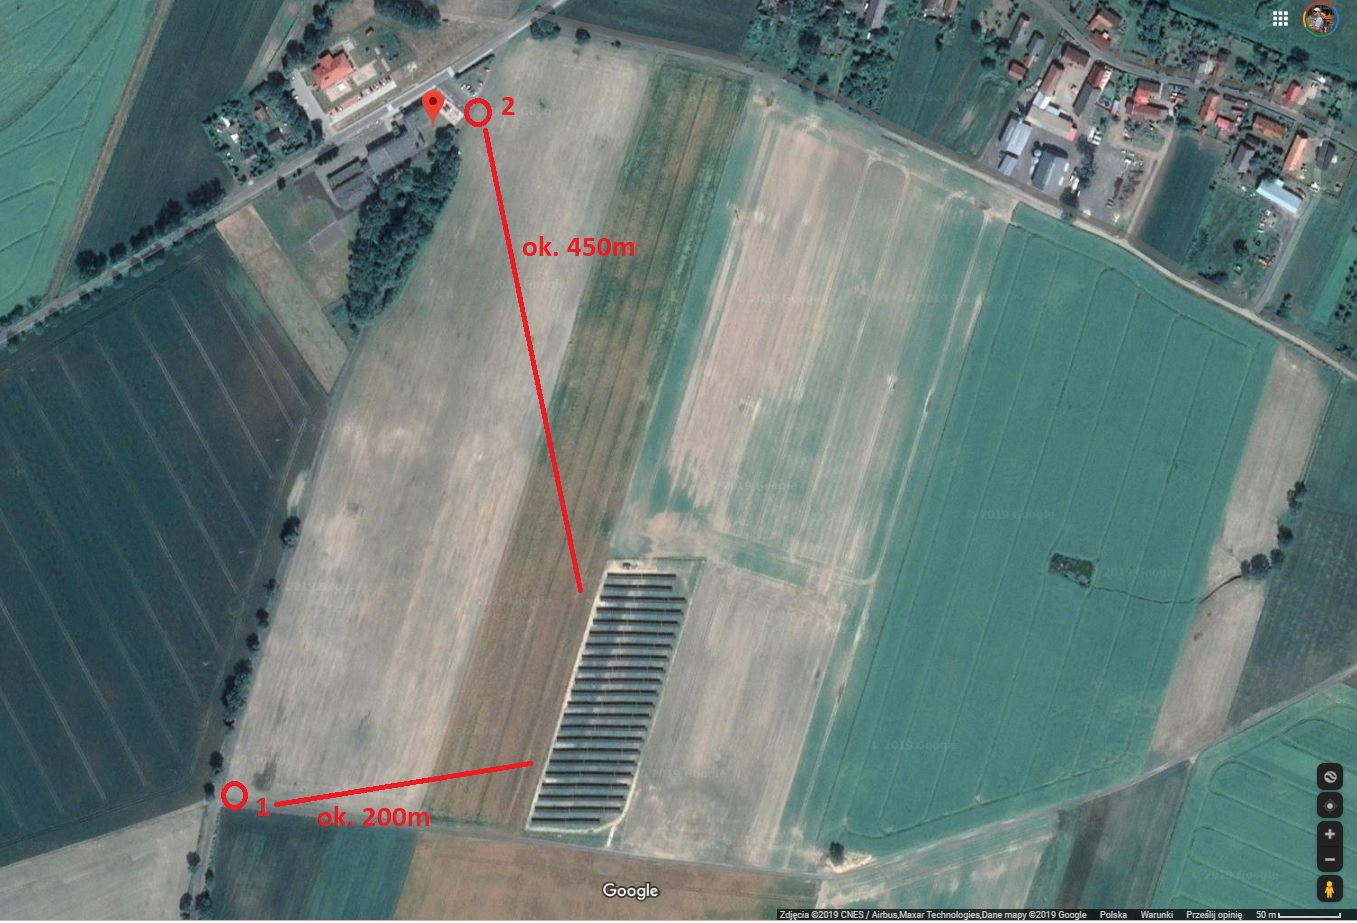 2
ok. 450m
1
ok. 200m
Google
Zdjęcia ©2019 CNES / Airbus,Maxar Technologies,Dane mapy ©2019 Google Polska Warunki Prześlij opinię 50 m